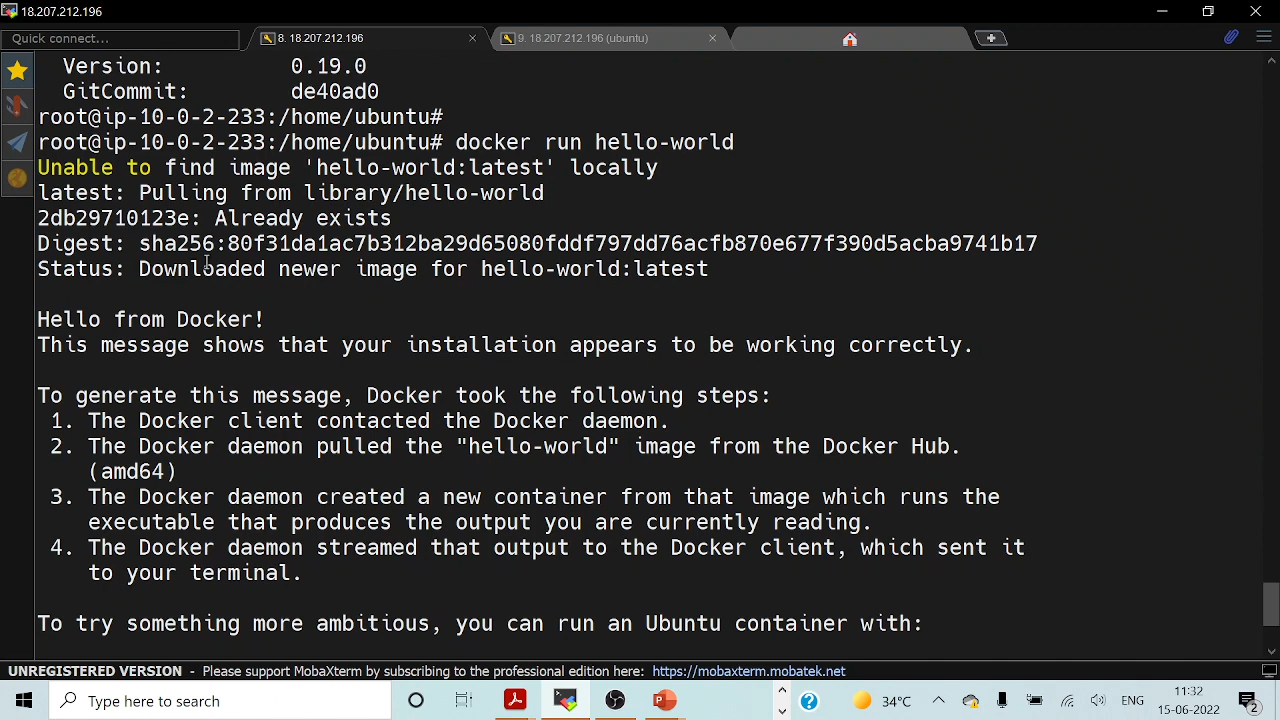 18.207.212.196
Quick connect...
8. 18.207.212.196
9. 18.207.212.196 (ubuntu)
Version: 0.19.0
GitCommit: de40ad0
root@ip-10-0-2-233:/home/ubuntu#
root@ip-10-0-2-233:/home/ubuntu# docker run hello-world
Unable to find image 'hello-world:latest' locally
latest: Pulling from library/hello-world
2db29710123e: Already exists
Digest: sha256:80f31da1ac7b312ba29d65080fddf797dd76acfb870e677f390d5acba9741b17
Status: Downloaded newer image for hello-world:latest
Hello from Docker!
This message shows that your installation appears to be working correctly.
To generate this message, Docker took the following steps:
1. The Docker client contacted the Docker daemon.
2. The Docker daemon pulled the "hello-world" image from the Docker Hub.
(amd64)
3. The Docker daemon created a new container from that image which runs the
executable that produces the output you are currently reading.
4. The Docker daemon streamed that output to the Docker client, which sent it
to your terminal.
To try something more ambitious, you can run an Ubuntu container with:
UNREGISTERED VERSION - Please support MobaXterm by subscribing to the professional edition here: https://mobaxterm.mobatek.net
Type here to search
34°C
ENG
11:32
15-06-2022
2